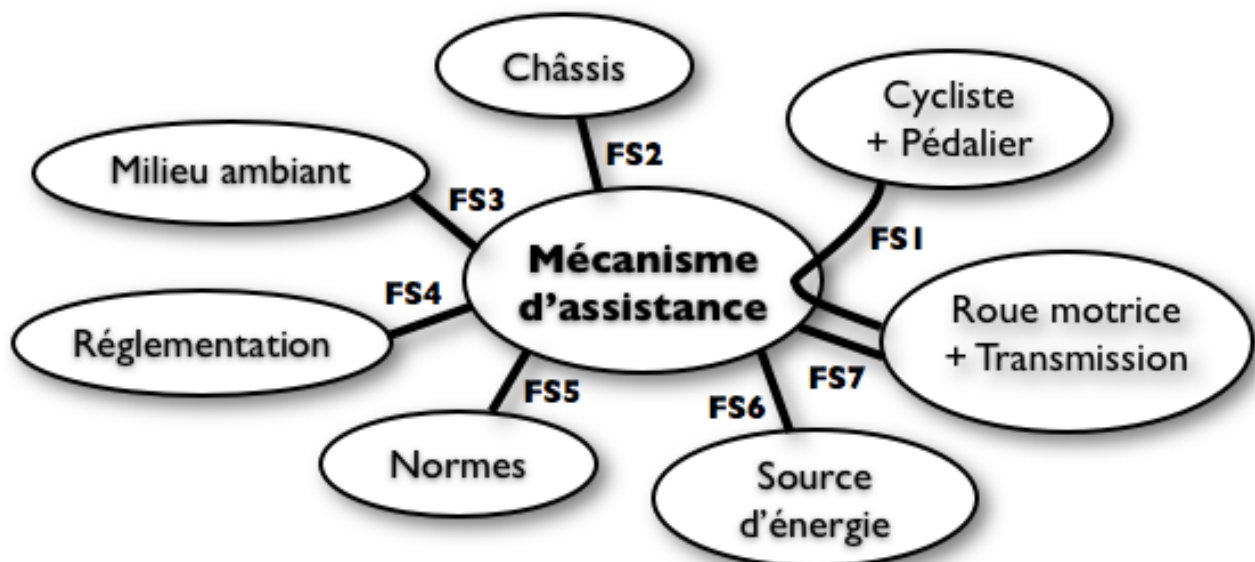 Châssis
Cycliste
+ Pédalier
FS2
Milieu ambiant
FS3
FS1
Mécanisme
d'assistance
FS4
Réglementation
Roue motrice
+ Transmission
FS7
FS5
FS6
Normes
Source
d'énergie